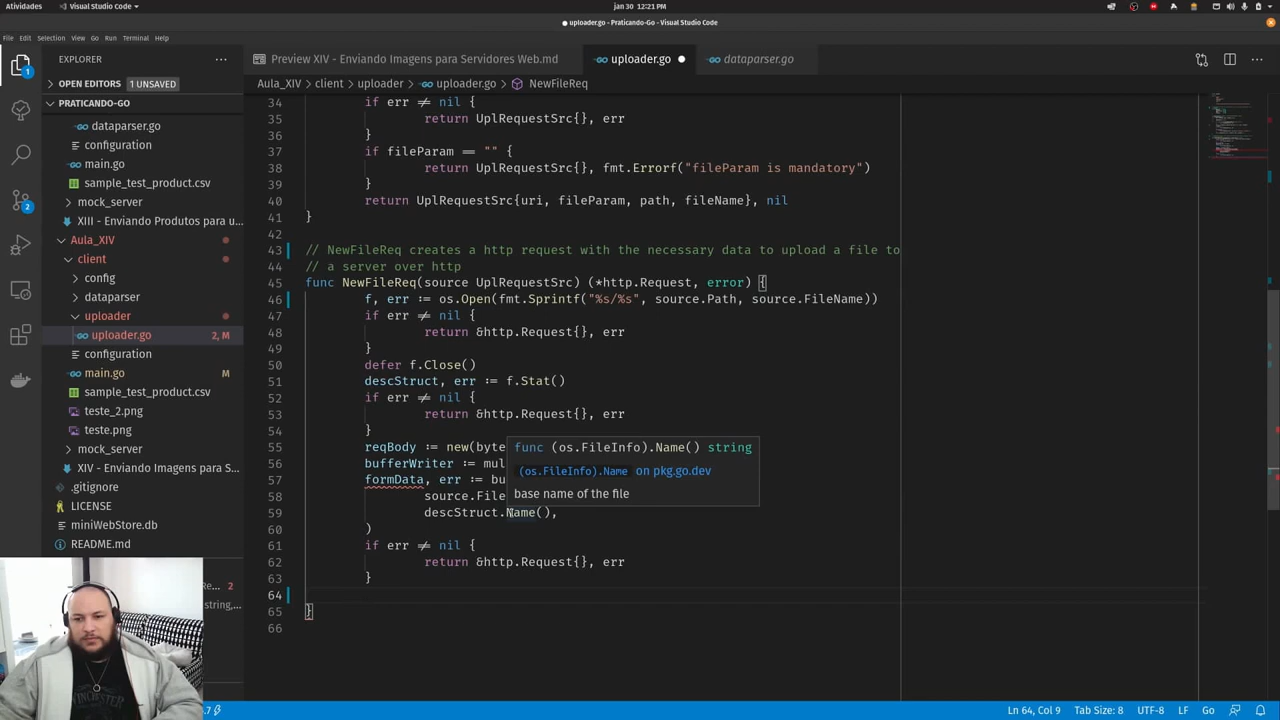 Atividades
Visual Studio Code
jan 30 12:21 PM
uploader.go - Praticando-Go - Visual Studio Code
File Edit Selection View Go Run Terminal Help
EXPLORER
Preview XIV - Enviando Imagens para Servidores Web.md
uploader.go
dataparser.go
OPEN EDITORS 1 UNSAVED
Aula_XIV > client > uploader > uploader.go > NewFileReq
PRATICANDO-GO
dataparser.go
configuration
main.go
sample_test_product.csv
mock_server
XIII - Enviando Produtos para u...
Aula_XIV
client
config
dataparser
uploader
uploader.go 2, M
configuration
main.go M
sample_test_product.csv
teste_2.png
teste.png
mock_server
XIV - Enviando Imagens para S...
.gitignore
LICENSE
miniWebStore.db
README.md
Re... 2
string,...
34 if err ≠ nil {
35 return UplRequestSrc{}, err
36 }
37 if fileParam == "" {
38 return UplRequestSrc{}, fmt.Errorf("fileParam is mandatory")
39 }
40 return UplRequestSrc{uri, fileParam, path, fileName}, nil
41 }
42
43 // NewFileReq creates a http request with the necessary data to upload a file to
44 // a server over http
45 func NewFileReq(source UplRequestSrc) (*http.Request, error) {
46 f, err := os.Open(fmt.Sprintf("%s/%s", source.Path, source.FileName))
47 if err ≠ nil {
48 return &http.Request{}, err
49 }
50 defer f.Close()
51 descStruct, err := f.Stat()
52 if err ≠ nil {
53 return &http.Request{}, err
54 }
55 reqBody := new(byte
56 bufferWriter := mul
57 formData, err := bu
58 source.File
59 descStruct.Name(),
60 )
61 if err ≠ nil {
62 return &http.Request{}, err
63 }
64
65 }
66
func (os.FileInfo).Name() string
(os.FileInfo).Name on pkg.go.dev
base name of the file
1
2
.7
Ln 64, Col 9
Tab Size: 8
UTF-8
LF
Go